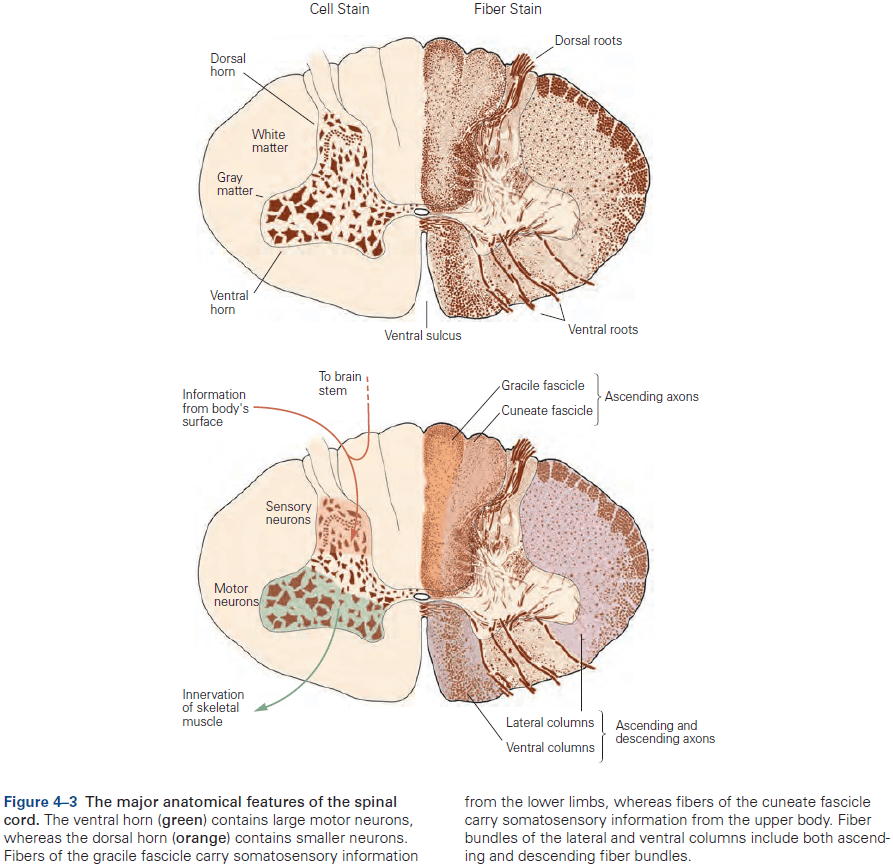 Cell Stain
Fiber Stain
Dorsal roots
Dorsal
horn
White
matter
Gray
matter
Ventral
horn
Ventral sulcus
Ventral roots
To brain
stem
Information
from body's
surface
Gracile fascicle
Cuneate fascicle
Ascending axons
Sensory
neurons
Motor
neurons
Innervation
of skeletal
muscle
Lateral columns
Ventral columns
Ascending and
descending axons
Figure 4–3 The major anatomical features of the spinal
cord. The ventral horn (green) contains large motor neurons,
whereas the dorsal horn (orange) contains smaller neurons.
Fibers of the gracile fascicle carry somatosensory information
from the lower limbs, whereas fibers of the cuneate fascicle
carry somatosensory information from the upper body. Fiber
bundles of the lateral and ventral columns include both ascend-
ing and descending fiber bundles.